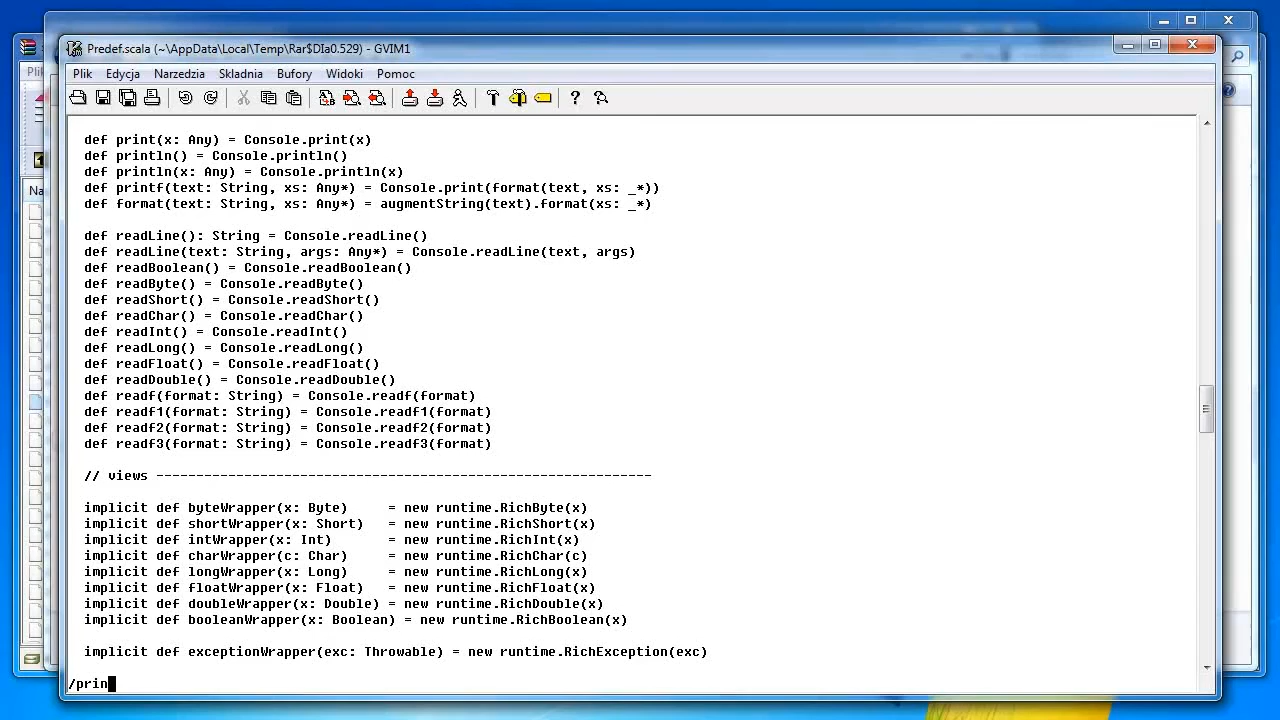 Predef.scala (~\AppData\Local\Temp\Rar$DIa0.529) - GVIM1
Plik Edycja Narzedzia Składnia Bufory Widoki Pomoc
def print(x: Any) = Console.print(x)
def println() = Console.println()
def println(x: Any) = Console.println(x)
def printf(text: String, xs: Any*) = Console.print(format(text, xs: _*))
def format(text: String, xs: Any*) = augmentString(text).format(xs: _*)
def readLine(): String = Console.readLine()
def readLine(text: String, args: Any*) = Console.readLine(text, args)
def readBoolean() = Console.readBoolean()
def readByte() = Console.readByte()
def readShort() = Console.readShort()
def readChar() = Console.readChar()
def readInt() = Console.readInt()
def readLong() = Console.readLong()
def readFloat() = Console.readFloat()
def readDouble() = Console.readDouble()
def readf(format: String) = Console.readf(format)
def readf1(format: String) = Console.readf1(format)
def readf2(format: String) = Console.readf2(format)
def readf3(format: String) = Console.readf3(format)
// views --------------------------------------------------------------
implicit def byteWrapper(x: Byte)     = new runtime.RichByte(x)
implicit def shortWrapper(x: Short)   = new runtime.RichShort(x)
implicit def intWrapper(x: Int)       = new runtime.RichInt(x)
implicit def charWrapper(c: Char)     = new runtime.RichChar(c)
implicit def longWrapper(x: Long)     = new runtime.RichLong(x)
implicit def floatWrapper(x: Float)   = new runtime.RichFloat(x)
implicit def doubleWrapper(x: Double) = new runtime.RichDouble(x)
implicit def booleanWrapper(x: Boolean) = new runtime.RichBoolean(x)
implicit def exceptionWrapper(exc: Throwable) = new runtime.RichException(exc)
/prin